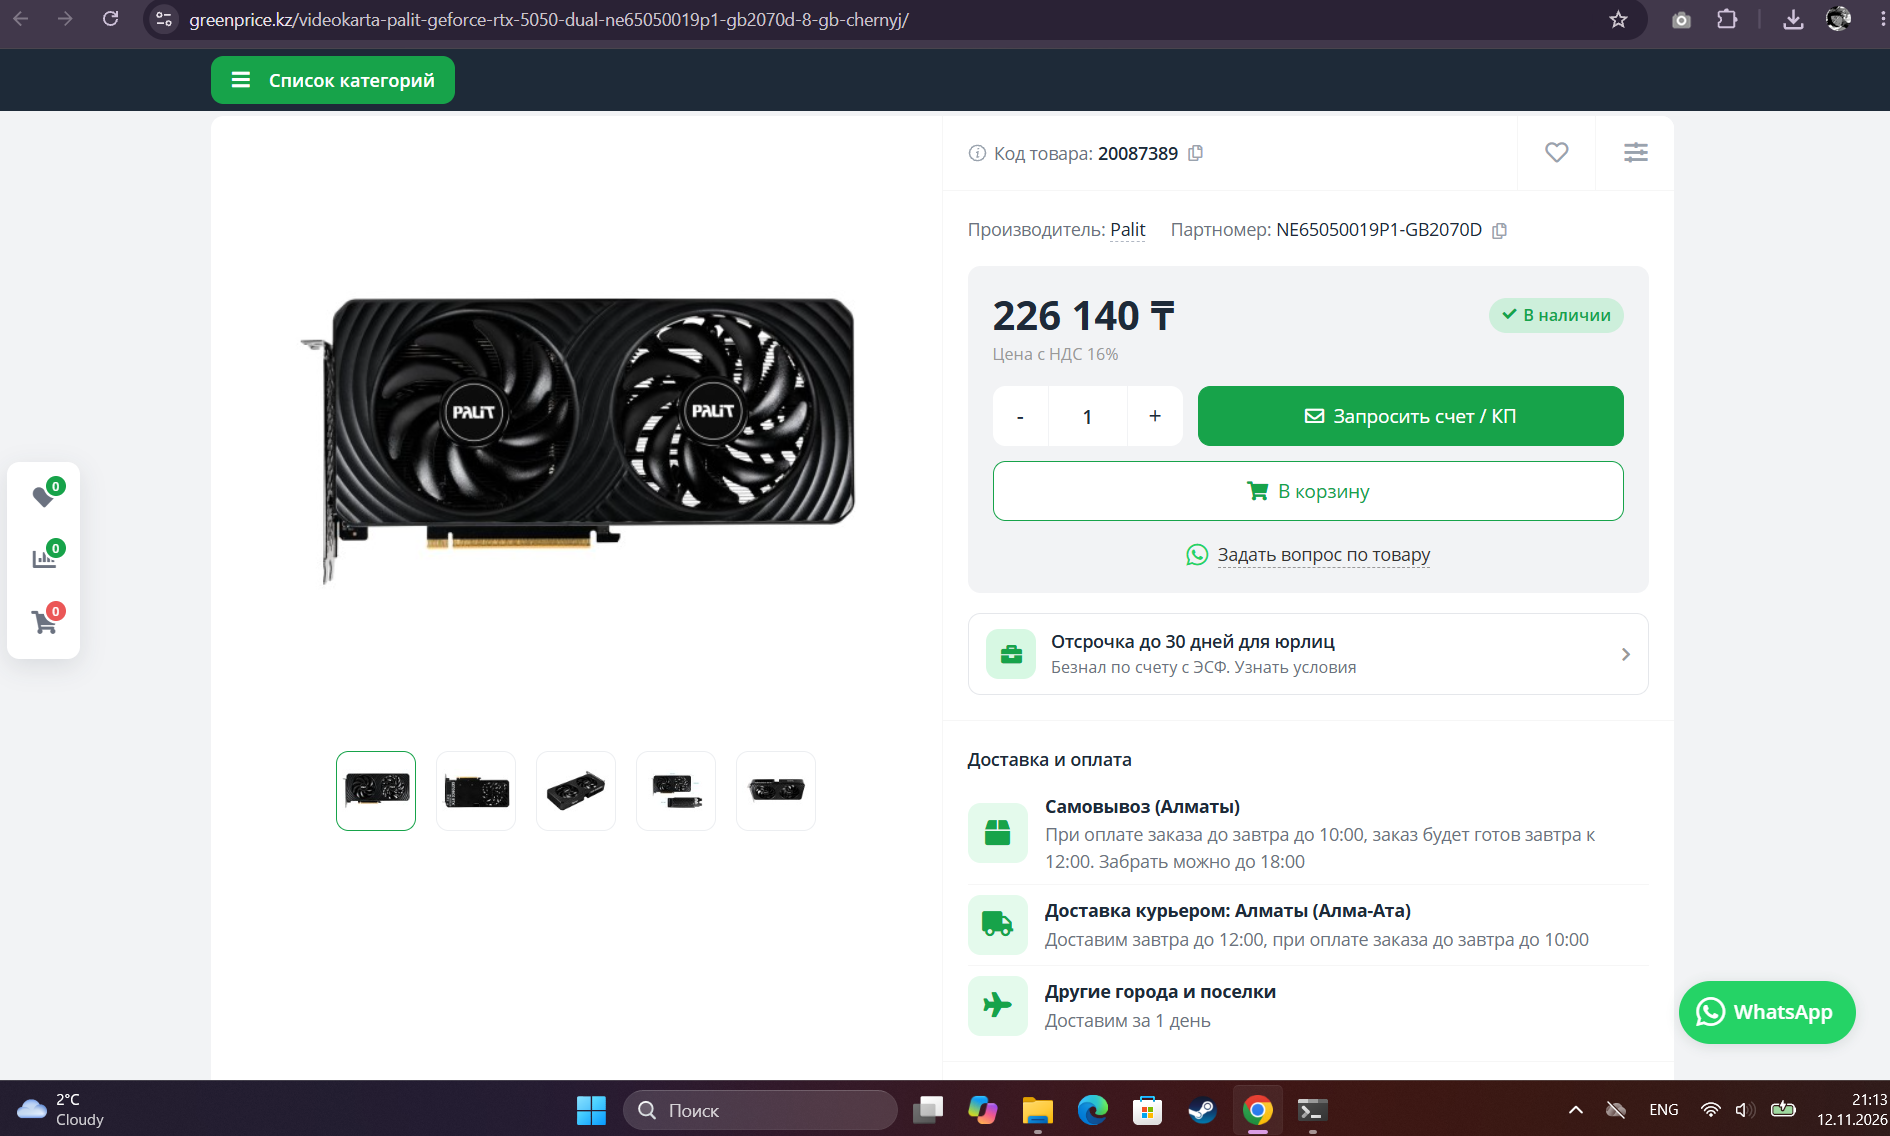 greenprice.kz/videokarta-palit-geforce-rtx-5050-dual-ne65050019p1-gb2070d-8-gb-chernyj/
Список категорий
Код товара: 20087389
Производитель: Palit Партномер: NE65050019P1-GB2070D
226 140 ₸
В наличии
Цена с НДС 16%
- 1 +
Запросить счет / КП
В корзину
Задать вопрос по товару
Отсрочка до 30 дней для юрлиц
Безнал по счету с ЭСФ. Узнать условия
Доставка и оплата
Самовывоз (Алматы)
При оплате заказа до завтра до 10:00, заказ будет готов завтра к
12:00. Забрать можно до 18:00
Доставка курьером: Алматы (Алма-Ата)
Доставим завтра до 12:00, при оплате заказа до завтра до 10:00
Другие города и поселки
Доставим за 1 день
PALIT
PALIT
0
0
0
WhatsApp
2°C
Cloudy
Поиск
ENG
21:13
12.11.2026